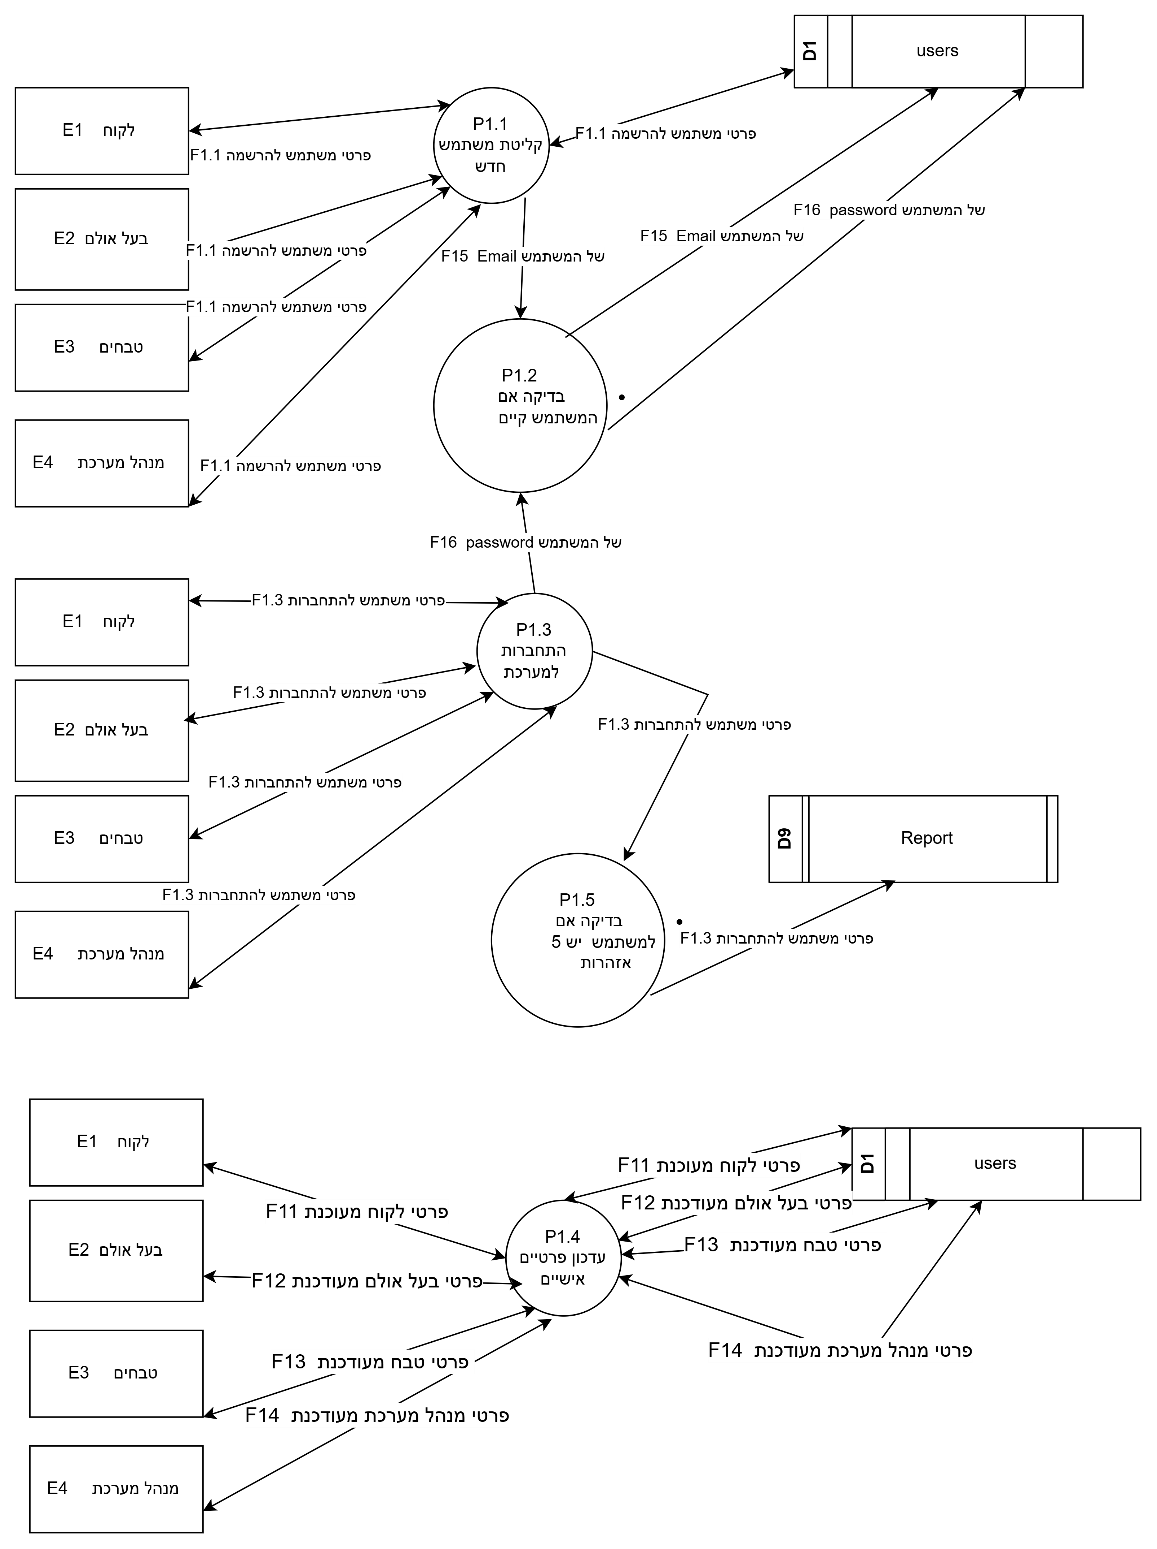 D1
users
E1 לקוח
P1.1
קליטת משתמש
חדש
F1.1 פרטי משתמש להרשמה
F1.1 פרטי משתמש להרשמה
E2 בעל אולם
F1.1 פרטי משתמש להרשמה
F16 password של המשתמש
F15 Email של המשתמש
F15 Email של המשתמש
F1.1 פרטי משתמש להרשמה
E3 טבחים
P1.2
בדיקה אם
המשתמש קיים
•
E4 מנהל מערכת
F1.1 פרטי משתמש להרשמה
F16 password של המשתמש
F1.3 פרטי משתמש להתחברות
E1 לקוח
P1.3
התחברות
למערכת
F1.3 פרטי משתמש להתחברות
E2 בעל אולם
F1.3 פרטי משתמש להתחברות
F1.3 פרטי משתמש להתחברות
E3 טבחים
D9
Report
F1.3 פרטי משתמש להתחברות
P1.5
בדיקה אם
למשתמש יש 5
אזהרות
•
F1.3 פרטי משתמש להתחברות
E4 מנהל מערכת
E1 לקוח
F11 פרטי לקוח מעוכנת
D1
users
F12 פרטי בעל אולם מעודכנת
F11 פרטי לקוח מעוכנת
P1.4
עדכון פרטיים
אישיים
F13 פרטי טבח מעודכנת
E2 בעל אולם
F12 פרטי בעל אולם מעודכנת
F14 פרטי מנהל מערכת מעודכנת
F13 פרטי טבח מעודכנת
E3 טבחים
F14 פרטי מנהל מערכת מעודכנת
E4 מנהל מערכת